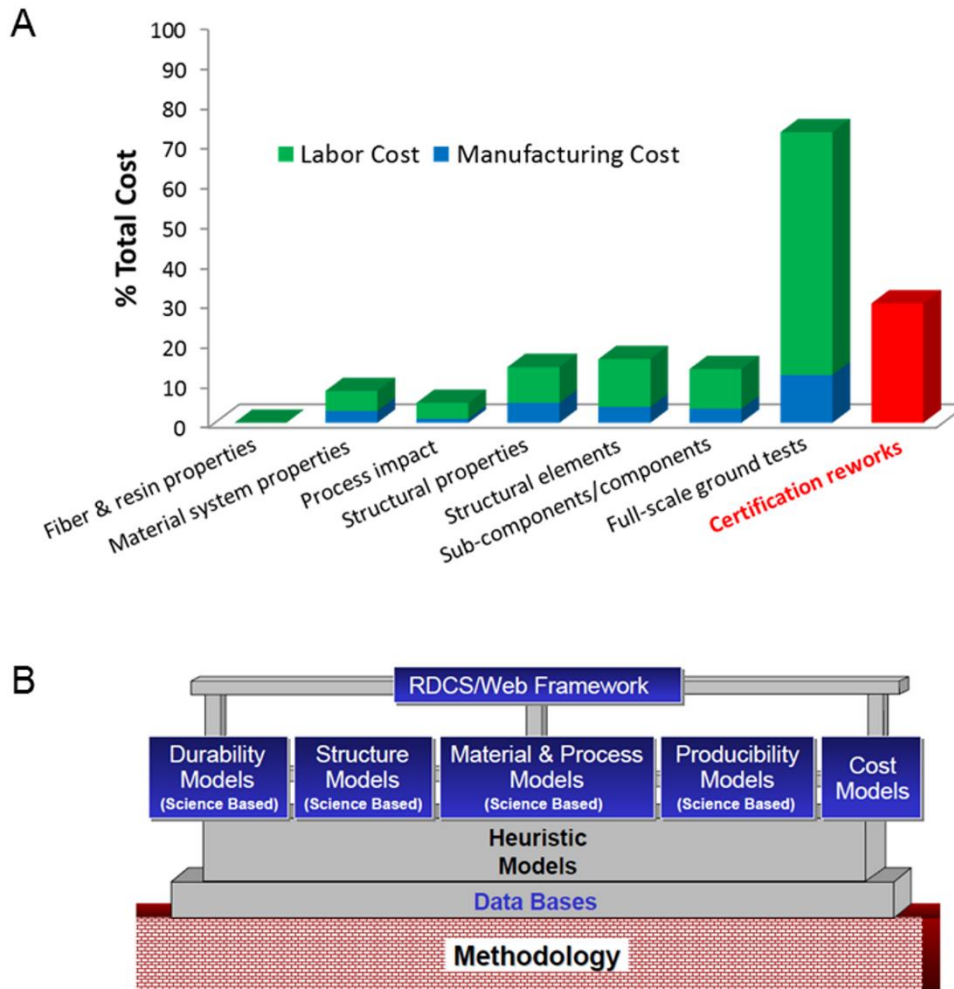 A
100
90
80
70
60
50
40
30
20
10
0
% Total Cost
Labor Cost Manufacturing Cost
Fiber & resin properties
Material system properties
Process impact
Structural properties
Structural elements
Sub-components/components
Full-scale ground tests
Certification reworks
B
RDCS/Web Framework
Durability
Models
(Science Based)
Structure
Models
(Science Based)
Material & Process
Models
(Science Based)
Producibility
Models
(Science Based)
Cost
Models
Heuristic
Models
Data Bases
Methodology